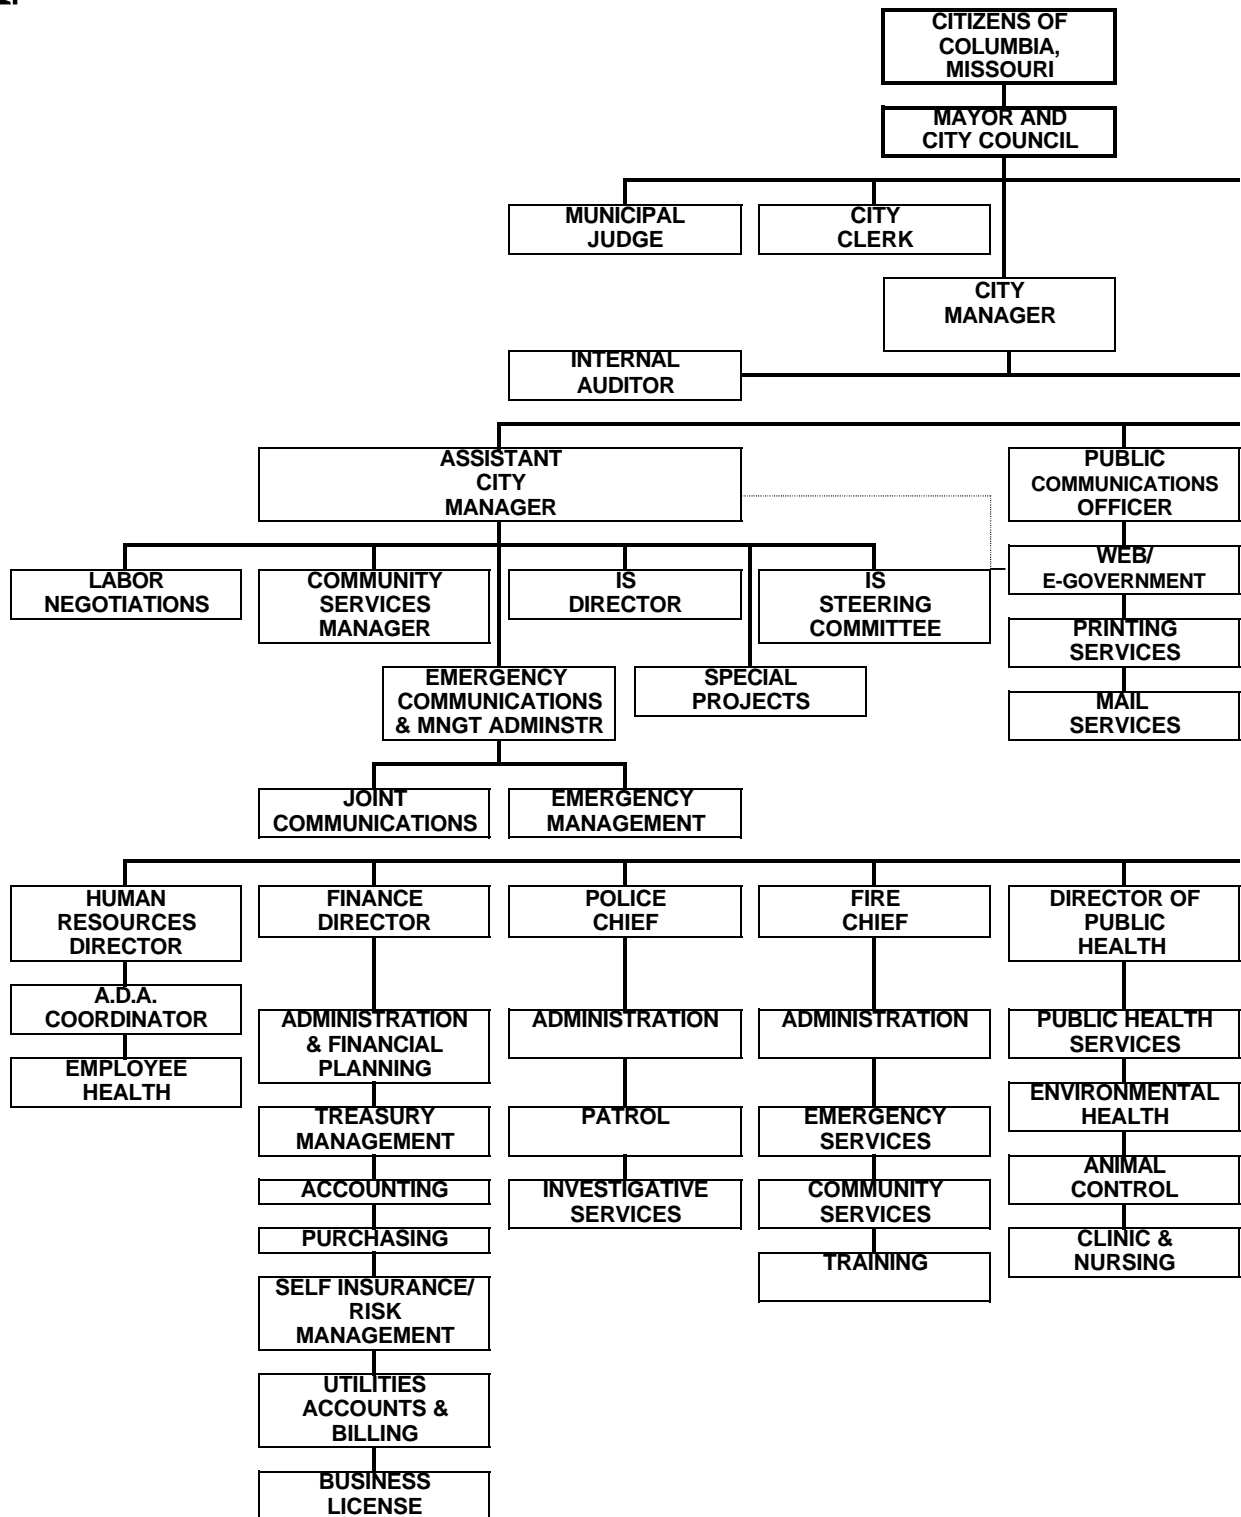 CITIZENS OF
COLUMBIA,
MISSOURI
MAYOR AND
CITY COUNCIL
MUNICIPAL
JUDGE
CITY
CLERK
CITY
MANAGER
INTERNAL
AUDITOR
ASSISTANT
CITY
MANAGER
PUBLIC
COMMUNICATIONS
OFFICER
LABOR
NEGOTIATIONS
COMMUNITY
SERVICES
MANAGER
IS
DIRECTOR
IS
STEERING
COMMITTEE
WEB/
E-GOVERNMENT
PRINTING
SERVICES
EMERGENCY
COMMUNICATIONS
& MNGT ADMINSTR
SPECIAL
PROJECTS
MAIL
SERVICES
JOINT
COMMUNICATIONS
EMERGENCY
MANAGEMENT
HUMAN
RESOURCES
DIRECTOR
A.D.A.
COORDINATOR
EMPLOYEE
HEALTH
FINANCE
DIRECTOR
ADMINISTRATION
& FINANCIAL
PLANNING
TREASURY
MANAGEMENT
ACCOUNTING
PURCHASING
SELF INSURANCE/
RISK
MANAGEMENT
UTILITIES
ACCOUNTS &
BILLING
BUSINESS
LICENSE
POLICE
CHIEF
ADMINISTRATION
PATROL
INVESTIGATIVE
SERVICES
FIRE
CHIEF
ADMINISTRATION
EMERGENCY
SERVICES
COMMUNITY
SERVICES
TRAINING
DIRECTOR OF
PUBLIC
HEALTH
PUBLIC HEALTH
SERVICES
ENVIRONMENTAL
HEALTH
ANIMAL
CONTROL
CLINIC &
NURSING